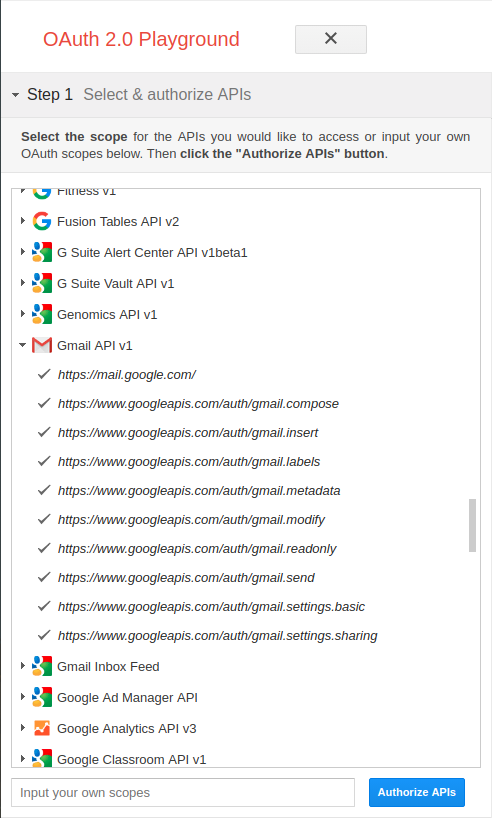 OAuth 2.0 Playground
Step 1 Select & authorize APIs
Select the scope for the APIs you would like to access or input your own
OAuth scopes below. Then click the "Authorize APIs" button.
Fitness v1
Fusion Tables API v2
G Suite Alert Center API v1beta1
G Suite Vault API v1
Genomics API v1
Gmail API v1
https://mail.google.com/
https://www.googleapis.com/auth/gmail.compose
https://www.googleapis.com/auth/gmail.insert
https://www.googleapis.com/auth/gmail.labels
https://www.googleapis.com/auth/gmail.metadata
https://www.googleapis.com/auth/gmail.modify
https://www.googleapis.com/auth/gmail.readonly
https://www.googleapis.com/auth/gmail.send
https://www.googleapis.com/auth/gmail.settings.basic
https://www.googleapis.com/auth/gmail.settings.sharing
Gmail Inbox Feed
Google Ad Manager API
Google Analytics API v3
Google Classroom API v1
Input your own scopes
Authorize APIs